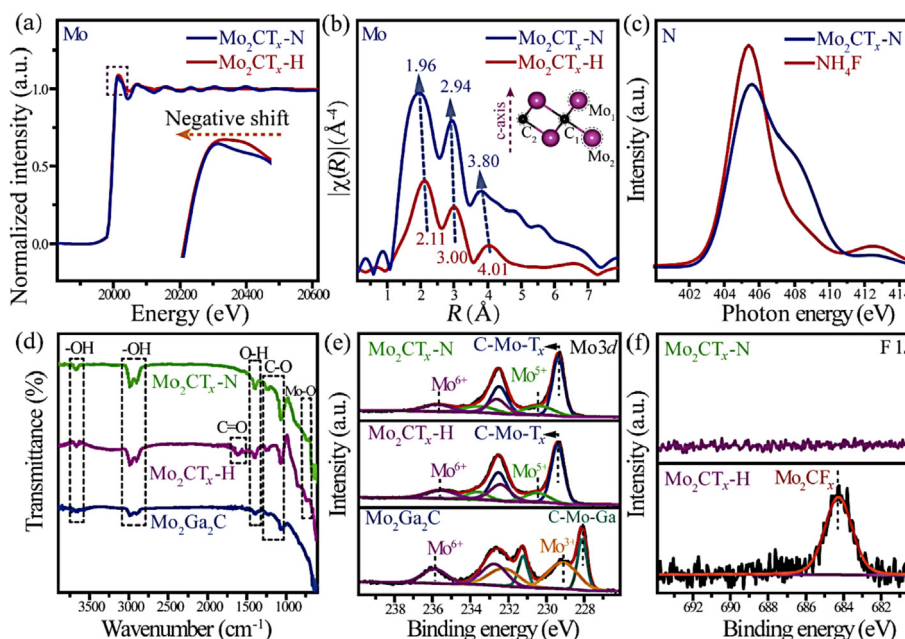 (a) Mo
Mo₂CTₓ-N
Mo₂CTₓ-H
Negative shift
1.0
0.5
0.0
Normalized intensity (a.u.)
20000 20200 20400 20600
Energy (eV)
(b) Mo
Mo₂CTₓ-N
Mo₂CTₓ-H
1.96
2.94
3.80
2.11
3.00
4.01
c-axis
Mo₁
C₂ C₁
Mo₂
|χ(R)|(Å⁻⁴)
1 2 3 4 5 6 7
R (Å)
(c) N
Mo₂CTₓ-N
NH₄F
Intensity (a.u.)
402 404 406 408 410 412 414
Photon energy (eV)
(d)
-OH -OH O-H
C-O
Mo-O
Mo₂CTₓ-N
C=O
Mo₂CTₓ-H
Mo₂Ga₂C
Transmittance (%)
3500 3000 2500 2000 1500 1000
Wavenumber (cm⁻¹)
(e) C-Mo-Tₓ Mo3d
Mo₂CTₓ-N
Mo⁶⁺ Mo⁵⁺
Mo₂CTₓ-H C-Mo-Tₓ
Mo⁶⁺ Mo⁵⁺
Mo₂Ga₂C C-Mo-Ga
Mo⁶⁺ Mo³⁺
Intensity (a.u.)
238 236 234 232 230 228
Binding energy (eV)
(f)
Mo₂CTₓ-N
Mo₂CTₓ-H Mo₂CFₓ
Intensity (a.u.)
692 690 688 686 684 682
Binding energy (eV)